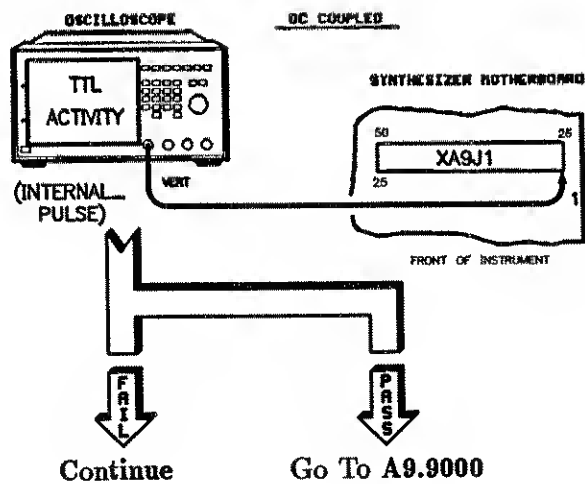 OSCILLOSCOPE
DC COUPLED
TTL
ACTIVITY
SYNTHESIZER MOTHERBOARD
50
26
XA9J1
25
1
VERT
(INTERNAL
PULSE)
FRONT OF INSTRUMENT
FAIL
PASS
Continue
Go To A9.9000